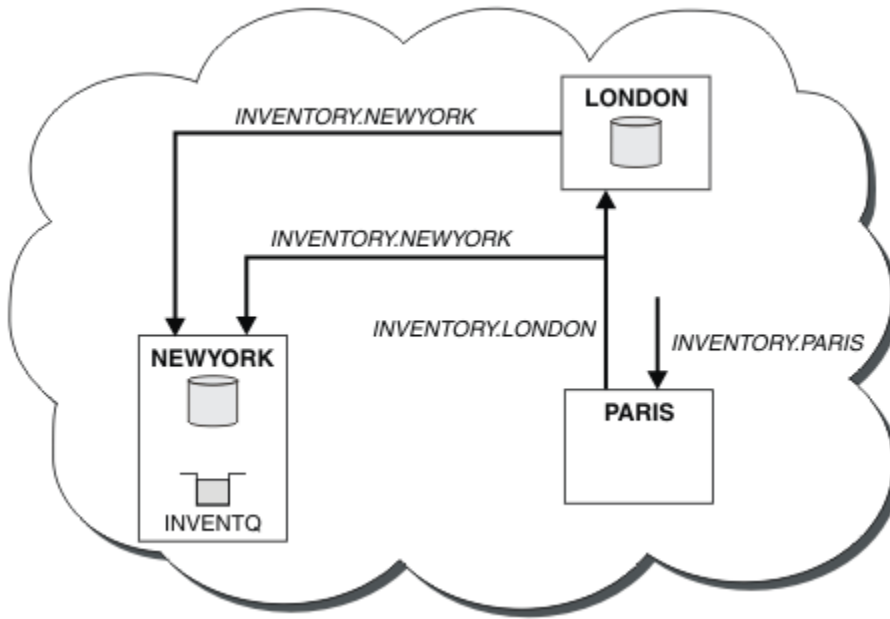 LONDON
INVENTORY.NEWYORK
INVENTORY.NEWYORK
INVENTORY.LONDON
INVENTORY.PARIS
NEWYORK
PARIS
INVENTQ